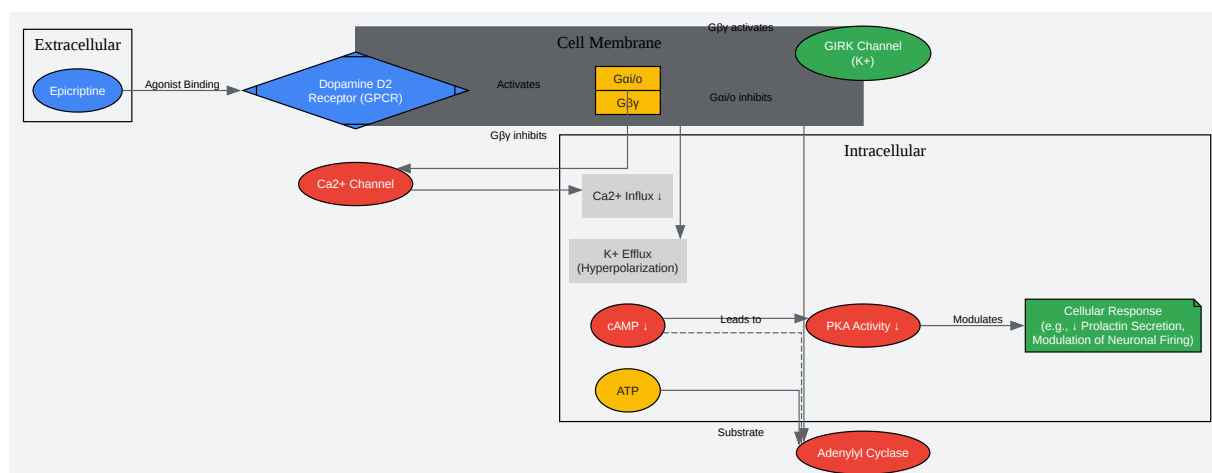 Extracellular
Epicriptine
Agonist Binding
Dopamine D2
Receptor (GPCR)
Cell Membrane
Activates
Gαi/o
Gβγ
Gβγ activates
GIRK Channel
(K+)
Gαi/o inhibits
Gβγ inhibits
Ca2+ Channel
Intracellular
Ca2+ Influx ↓
K+ Efflux
(Hyperpolarization)
cAMP ↓
Leads to
PKA Activity ↓
Modulates
Cellular Response
(e.g., ↓ Prolactin Secretion,
Modulation of Neuronal Firing)
ATP
Substrate
Adenylyl Cyclase